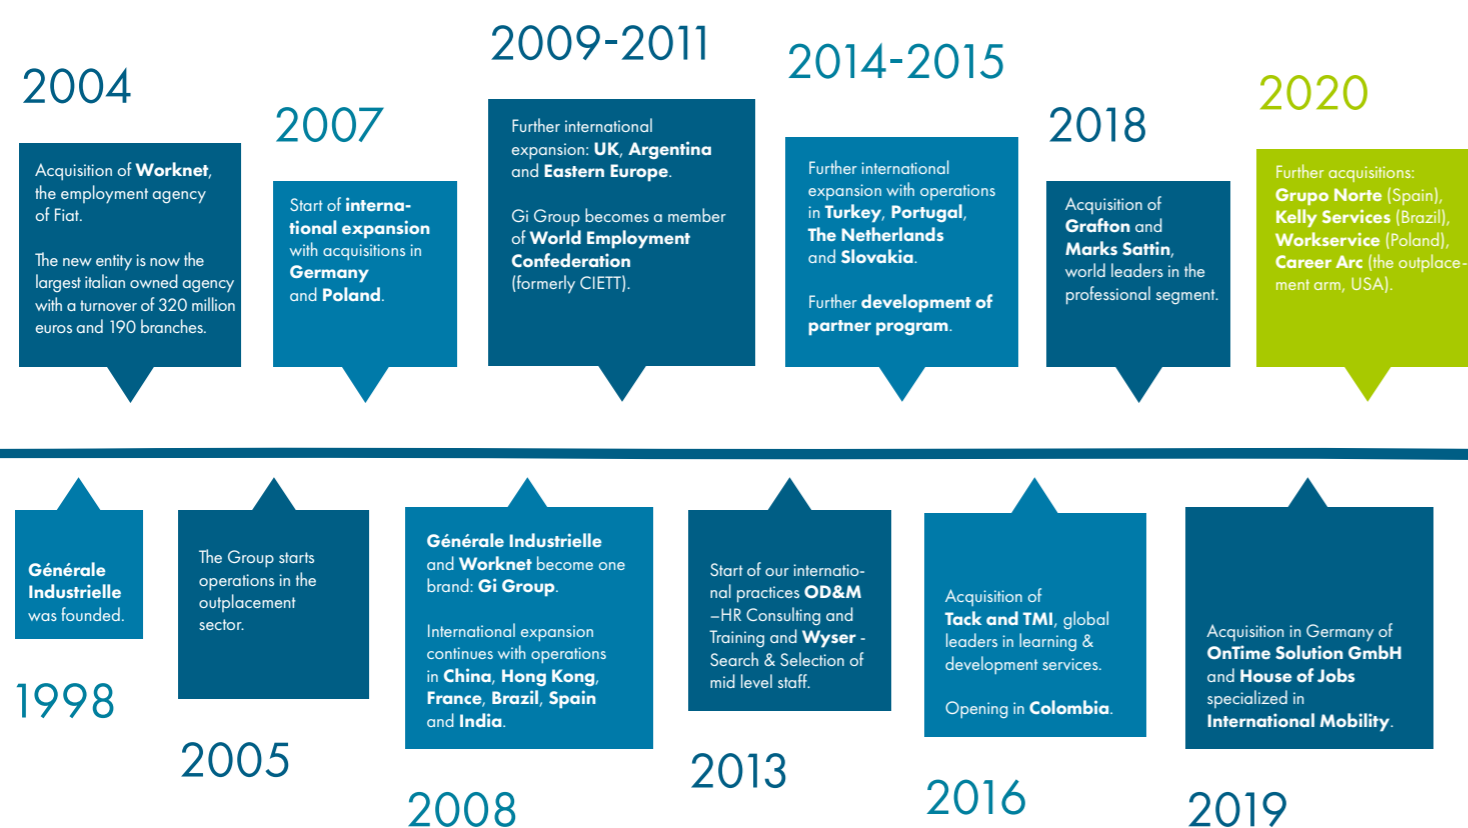 2004
Acquisition of Worknet,
the employment agency
of Fiat.
The new entity is now the
largest italian owned agency
with a turnover of 320 million
euros and 190 branches.
2007
Start of interna-
tional expansion
with acquisitions in
Germany
and Poland.
2009-2011
Further international
expansion: UK, Argentina
and Eastern Europe.
Gi Group becomes a member
of World Employment
Confederation
(formerly CIETT).
2014-2015
Further international
expansion with operations
in Turkey, Portugal,
The Netherlands
and Slovakia.
Further development of
partner program.
2018
Acquisition of
Grafton and
Marks Sattin,
world leaders in the
professional segment.
2020
Further acquisitions:
Grupo Norte (Spain),
Kelly Services (Brazil),
Workservice (Poland),
Career Arc (the outplace-
ment arm, USA).
Générale
Industrielle
was founded.
1998
The Group starts
operations in the
outplacement
sector.
2005
Générale Industrielle
and Worknet become one
brand: Gi Group.
International expansion
continues with operations
in China, Hong Kong,
France, Brazil, Spain
and India.
2008
Start of our internatio-
nal practices OD&M
–HR Consulting and
Training and Wyser -
Search & Selection of
mid level staff.
2013
Acquisition of
Tack and TMI, global
leaders in learning &
development services.
Opening in Colombia.
2016
Acquisition in Germany of
OnTime Solution GmbH
and House of Jobs
specialized in
International Mobility.
2019